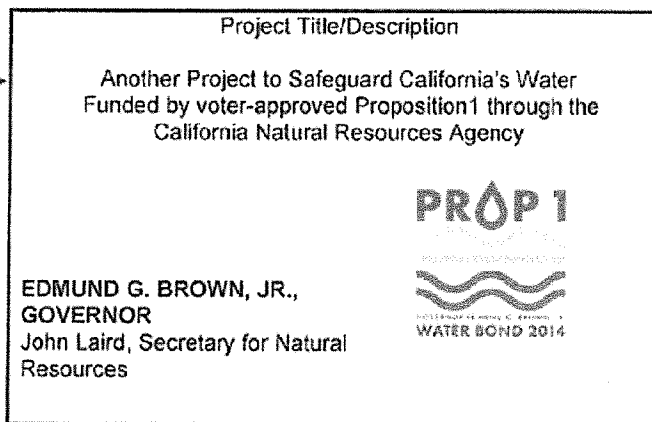 Project Title/Description
Another Project to Safeguard California's Water
Funded by voter-approved Proposition1 through the
California Natural Resources Agency
PROP 1
WATER BOND 2014
EDMUND G. BROWN, JR.,
GOVERNOR
John Laird, Secretary for Natural
Resources